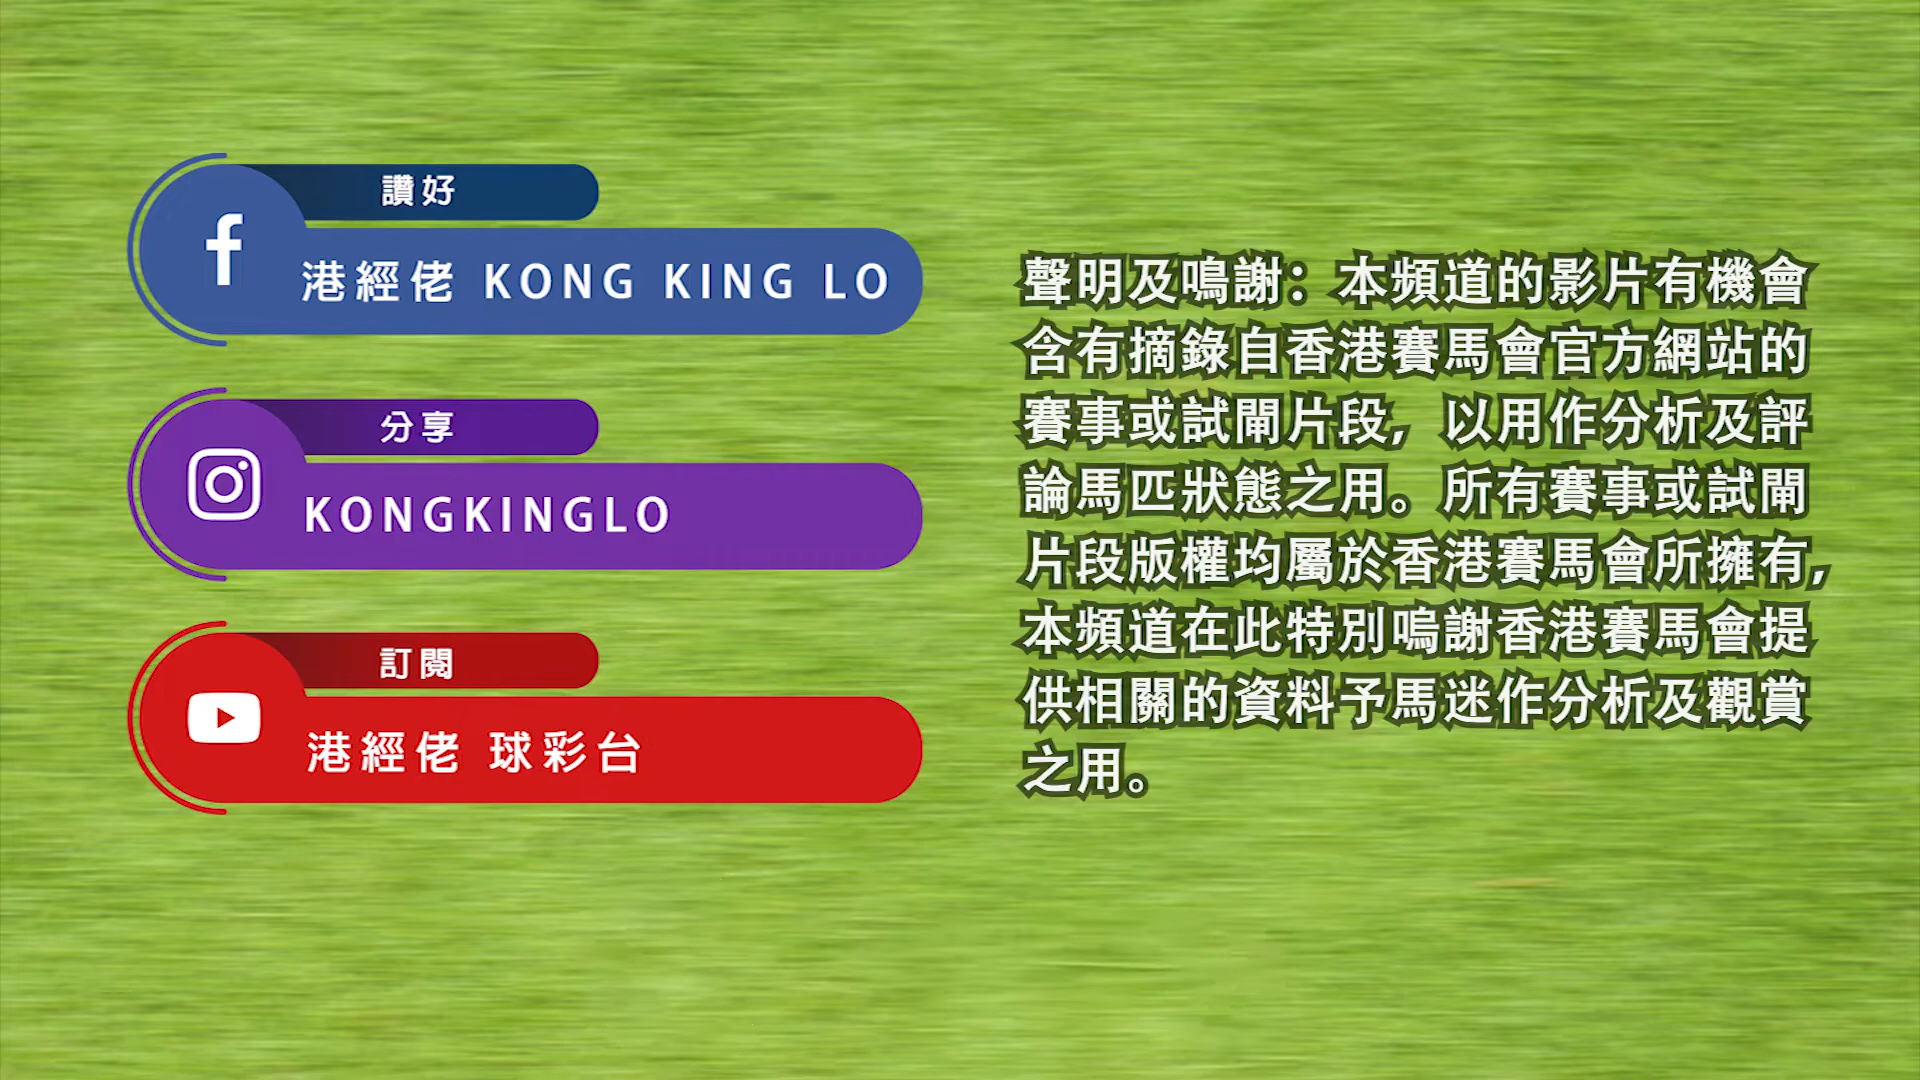 讚好
港經佬 KONG KING LO
分享
KONGKINGLO
訂閱
港經佬 球彩台
聲明及鳴謝：本頻道的影片有機會
含有摘錄自香港賽馬會官方網站的
賽事或試閘片段，以用作分析及評
論馬匹狀態之用。所有賽事或試閘
片段版權均屬於香港賽馬會所擁有，
本頻道在此特別嗚謝香港賽馬會提
供相關的資料予馬迷作分析及觀賞
之用。